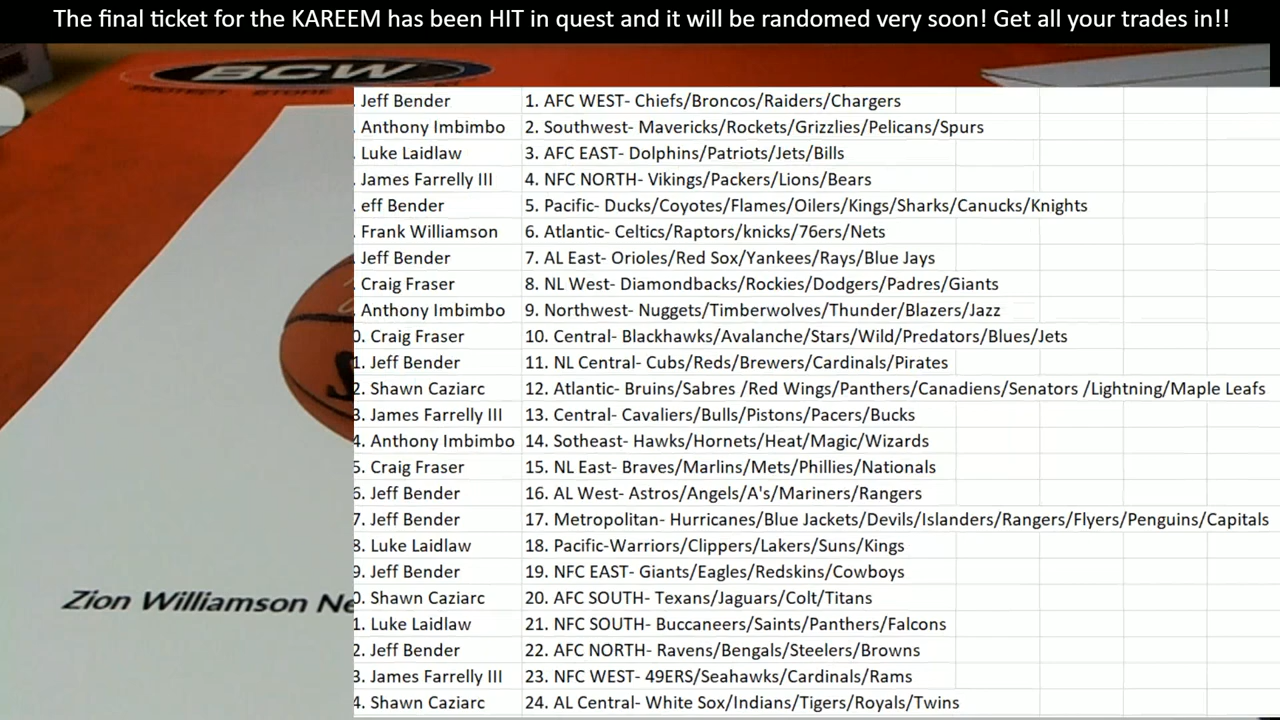 The final ticket for the KAREEM has been HIT in quest and it will be randomed very soon! Get all your trades in!!
BCW
. Jeff Bender 1. AFC WEST- Chiefs/Broncos/Raiders/Chargers
. Anthony Imbimbo 2. Southwest- Mavericks/Rockets/Grizzlies/Pelicans/Spurs
. Luke Laidlaw 3. AFC EAST- Dolphins/Patriots/Jets/Bills
. James Farrelly III 4. NFC NORTH- Vikings/Packers/Lions/Bears
. eff Bender 5. Pacific- Ducks/Coyotes/Flames/Oilers/Kings/Sharks/Canucks/Knights
. Frank Williamson 6. Atlantic- Celtics/Raptors/knicks/76ers/Nets
. Jeff Bender 7. AL East- Orioles/Red Sox/Yankees/Rays/Blue Jays
. Craig Fraser 8. NL West- Diamondbacks/Rockies/Dodgers/Padres/Giants
. Anthony Imbimbo 9. Northwest- Nuggets/Timberwolves/Thunder/Blazers/Jazz
0. Craig Fraser 10. Central- Blackhawks/Avalanche/Stars/Wild/Predators/Blues/Jets
1. Jeff Bender 11. NL Central- Cubs/Reds/Brewers/Cardinals/Pirates
2. Shawn Caziarc 12. Atlantic- Bruins/Sabres /Red Wings/Panthers/Canadiens/Senators /Lightning/Maple Leafs
3. James Farrelly III 13. Central- Cavaliers/Bulls/Pistons/Pacers/Bucks
4. Anthony Imbimbo 14. Sotheast- Hawks/Hornets/Heat/Magic/Wizards
5. Craig Fraser 15. NL East- Braves/Marlins/Mets/Phillies/Nationals
6. Jeff Bender 16. AL West- Astros/Angels/A's/Mariners/Rangers
7. Jeff Bender 17. Metropolitan- Hurricanes/Blue Jackets/Devils/Islanders/Rangers/Flyers/Penguins/Capitals
8. Luke Laidlaw 18. Pacific-Warriors/Clippers/Lakers/Suns/Kings
9. Jeff Bender 19. NFC EAST- Giants/Eagles/Redskins/Cowboys
0. Shawn Caziarc 20. AFC SOUTH- Texans/Jaguars/Colt/Titans
1. Luke Laidlaw 21. NFC SOUTH- Buccaneers/Saints/Panthers/Falcons
2. Jeff Bender 22. AFC NORTH- Ravens/Bengals/Steelers/Browns
3. James Farrelly III 23. NFC WEST- 49ERS/Seahawks/Cardinals/Rams
4. Shawn Caziarc 24. AL Central- White Sox/Indians/Tigers/Royals/Twins
Zion Williamson Ne